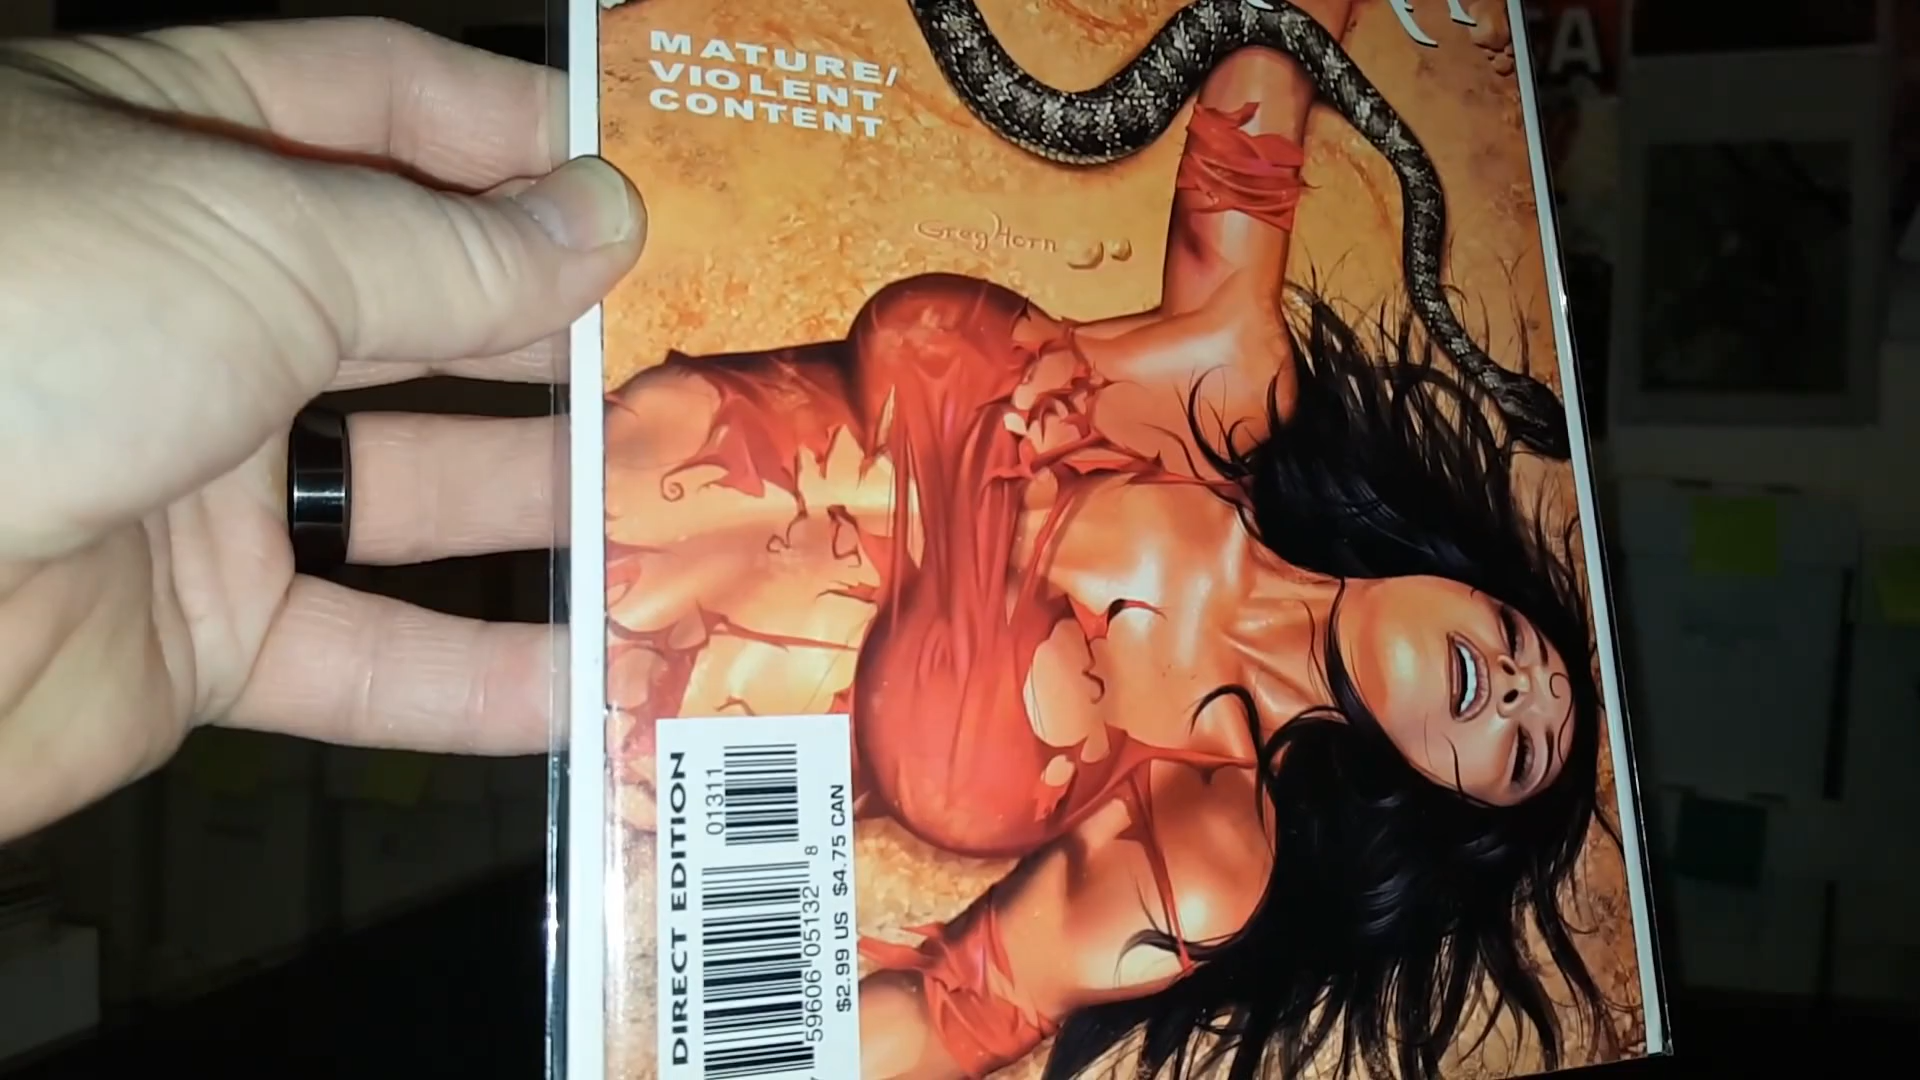 MATURE/
VIOLENT
CONTENT
Greg Horn
DIRECT EDITION
01311
59606 05132 8
$2.99 US $4.75 CAN